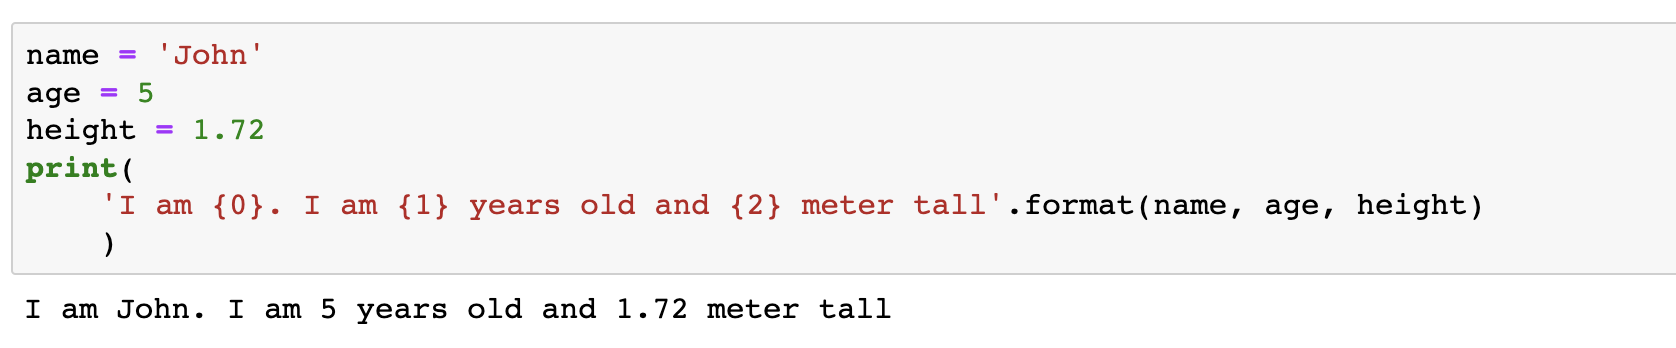 name = 'John'
age = 5
height = 1.72
print(
    'I am {0}. I am {1} years old and {2} meter tall'.format(name, age, height)
    )
I am John. I am 5 years old and 1.72 meter tall